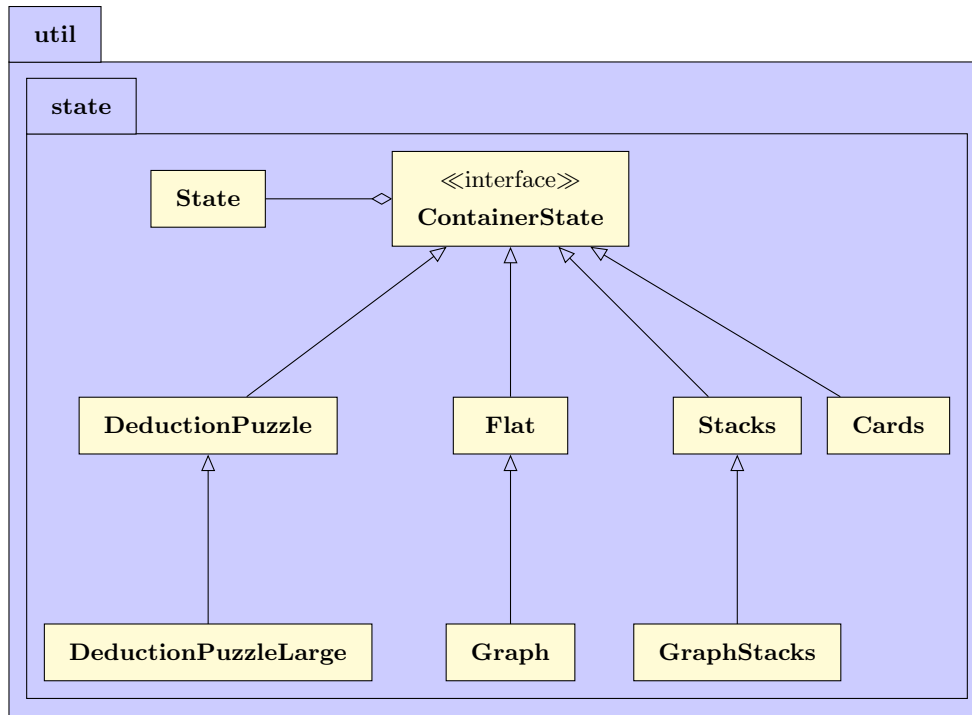 util
state
State
≪interface≫
ContainerState
DeductionPuzzle
Flat
Stacks
Cards
DeductionPuzzleLarge
Graph
GraphStacks